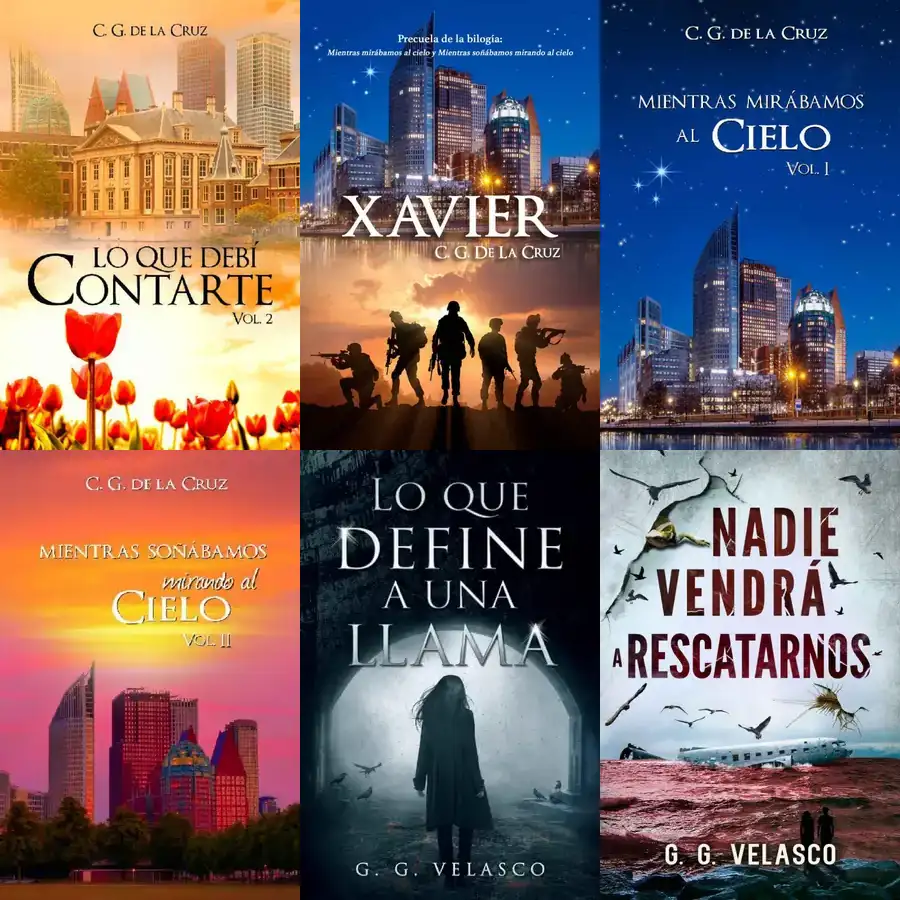 C. G. DE LA CRUZ
LO QUE DEBÍ
CONTARTE
VOL. 2
Precuela de la bilogía:
Mientras mirábamos al cielo y Mientras soñábamos mirando al cielo
XAVIER
C. G. DE LA CRUZ
C. G. DE LA CRUZ
MIENTRAS MIRÁBAMOS
AL CIELO
VOL. I
C. G. DE LA CRUZ
MIENTRAS SOÑÁBAMOS
mirando al
CIELO
VOL. II
LO QUE
DEFINE
A UNA
LLAMA
G. G. VELASCO
NADIE
VENDRÁ
A RESCATARNOS
G. G. VELASCO